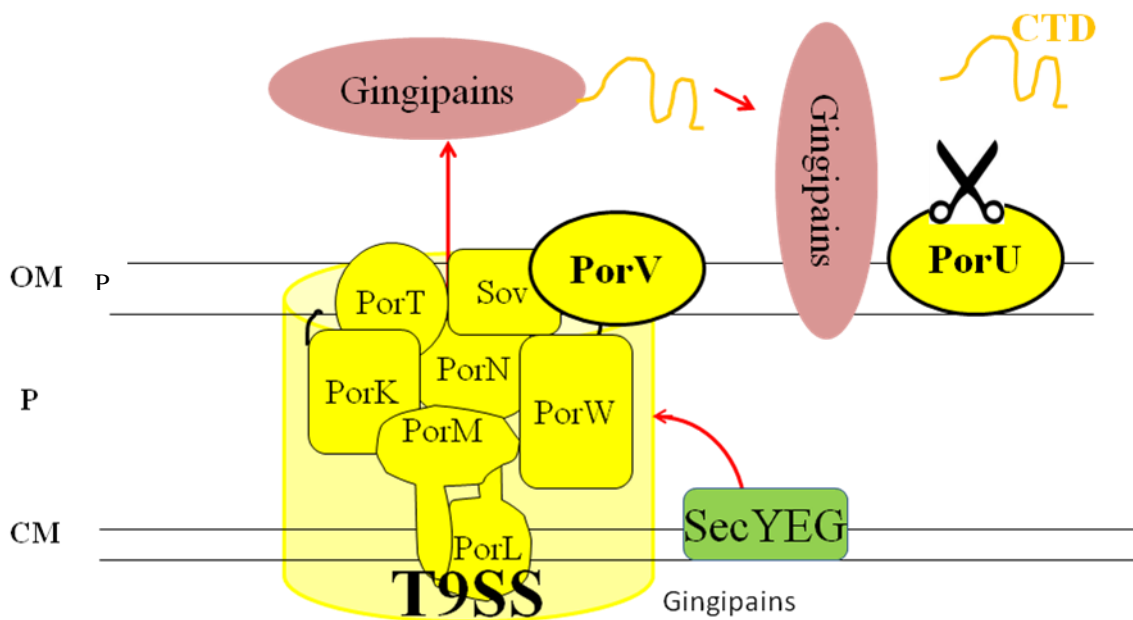 CTD
Gingipains
Gingipains
OM
P
PorT
Sov
PorV
PorU
P
PorK
PorN
PorW
PorM
CM
SecYEG
PorL
T9SS
Gingipains